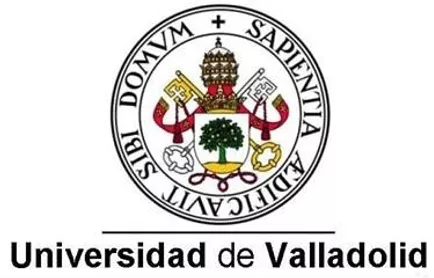 SAPIENTIA ÆDIFICAVIT SIBI DOMVM +
Universidad de Valladolid